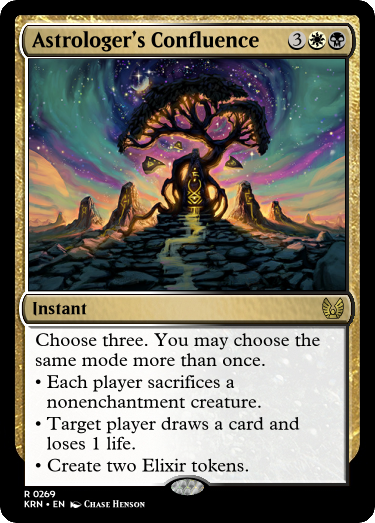 Astrologer's Confluence 3
Instant
Choose three. You may choose the
same mode more than once.
• Each player sacrifices a
nonenchantment creature.
• Target player draws a card and
loses 1 life.
• Create two Elixir tokens.
R 0269
KRN • EN Chase Henson